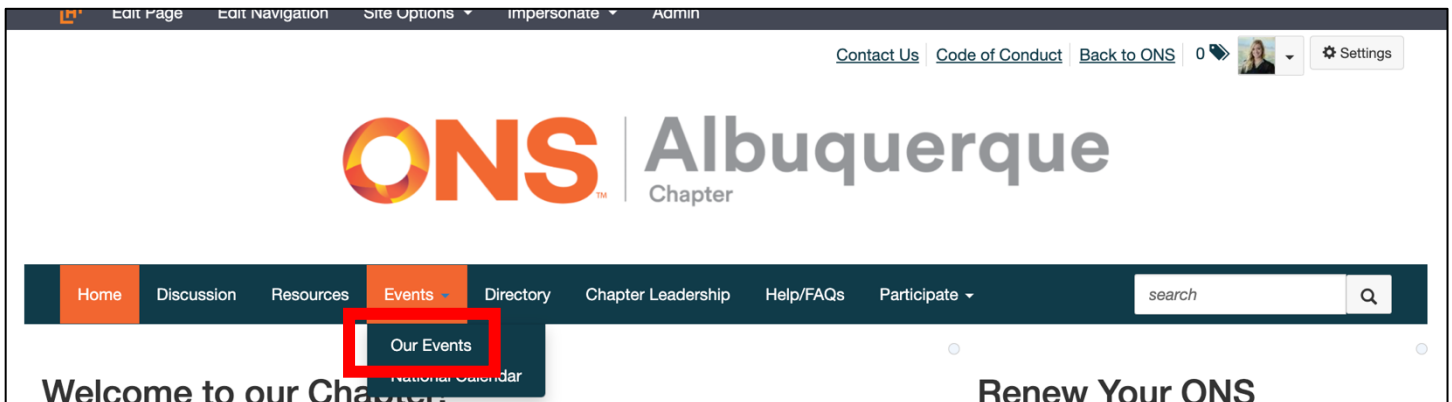 Edit Page Edit Navigation Site Options Impersonate Admin
Contact Us Code of Conduct Back to ONS 0 Settings
ONS™ Albuquerque
Chapter
Home Discussion Resources Events Directory Chapter Leadership Help/FAQs Participate search
Our Events
National Calendar
Welcome to our Chapter! Renew Your ONS